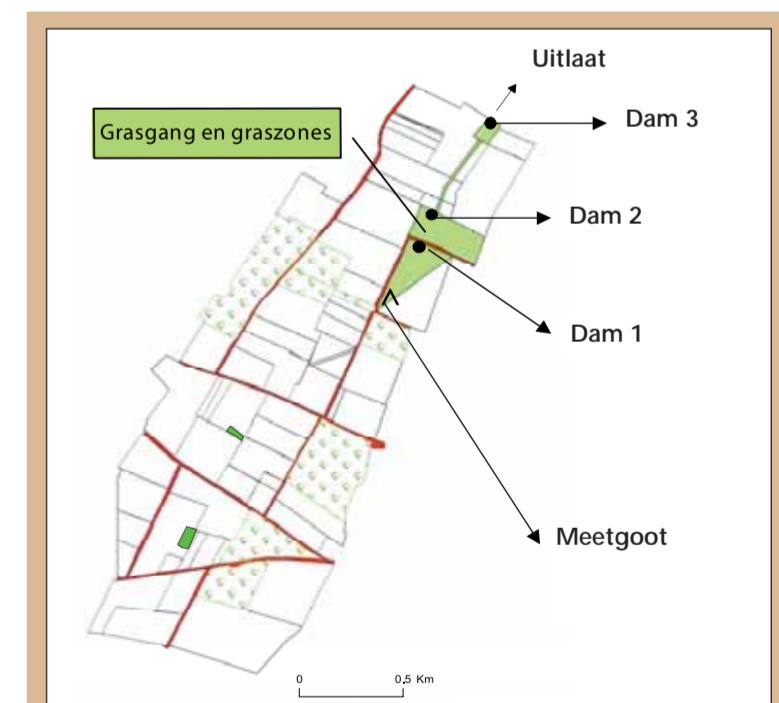 Uitlaat
Grasgang en graszones
Dam 3
Dam 2
Dam 1
Meetgoot
0 0,5 Km